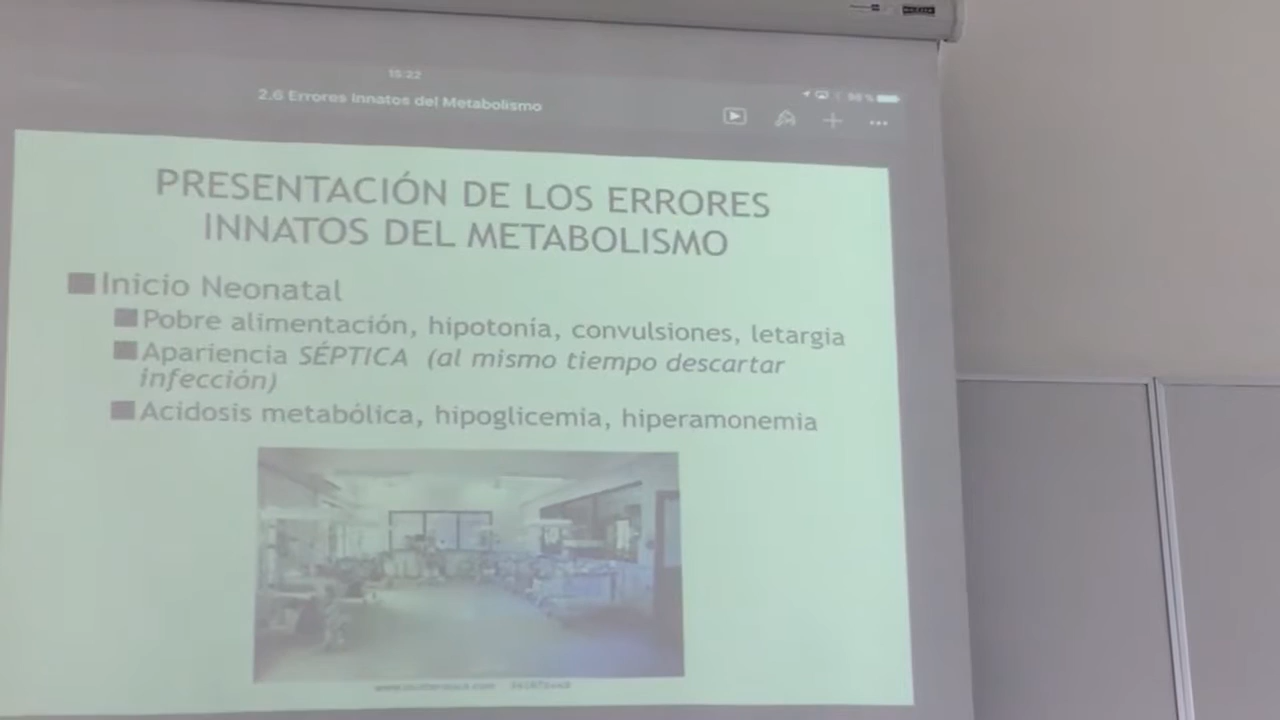 15:22
2.6 Errores Innatos del Metabolismo
98 %
PRESENTACIÓN DE LOS ERRORES
INNATOS DEL METABOLISMO
Inicio Neonatal
Pobre alimentación, hipotonía, convulsiones, letargia
Apariencia SÉPTICA (al mismo tiempo descartar
infección)
Acidosis metabólica, hipoglicemia, hiperamonemia